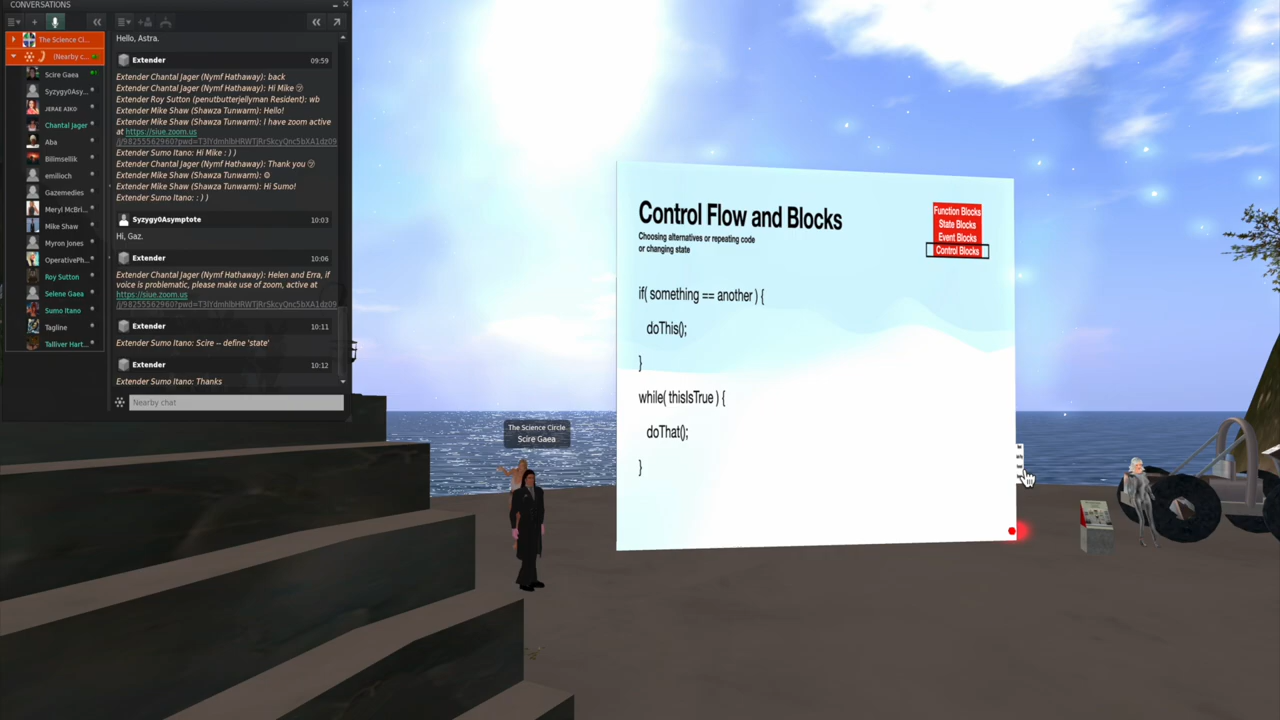 CONVERSATIONS
The Science Cl...
(Nearby c...
Scire Gaea
Syzygy0Asy...
JERAE AIKO
Chantal Jager
Aba
Bilimsellik
emilioch
Gazemedies
Meryl McBri...
Mike Shaw
Myron Jones
OperativePh...
Roy Sutton
Selene Gaea
Sumo Itano
Tagline
Talliver Hart...
Hello, Astra.
Extender 09:59
Extender Chantal Jager (Nymf Hathaway): back
Extender Chantal Jager (Nymf Hathaway): Hi Mike
Extender Roy Sutton (penutbutterjellyman Resident): wb
Extender Mike Shaw (Shawza Tunwarm): Hello!
Extender Mike Shaw (Shawza Tunwarm): I have zoom active
at https://siue.zoom.us
Extender Sumo Itano: Hi Mike : ) )
Extender Chantal Jager (Nymf Hathaway): Thank you
Extender Mike Shaw (Shawza Tunwarm):
Extender Mike Shaw (Shawza Tunwarm): Hi Sumo!
Extender Sumo Itano: : ) )
Syzygy0Asymptote 10:03
Hi, Gaz.
Extender 10:06
Extender Chantal Jager (Nymf Hathaway): Helen and Erra, if
voice is problematic, please make use of zoom, active at
https://siue.zoom.us
Extender 10:11
Extender Sumo Itano: Scire -- define 'state'
Extender 10:12
Extender Sumo Itano: Thanks
Nearby chat
The Science Circle
Scire Gaea
Control Flow and Blocks
Choosing alternatives or repeating code
or changing state
Function Blocks
State Blocks
Event Blocks
Control Blocks
if( something == another ) {
doThis();
}
while( thisIsTrue ) {
doThat();
}